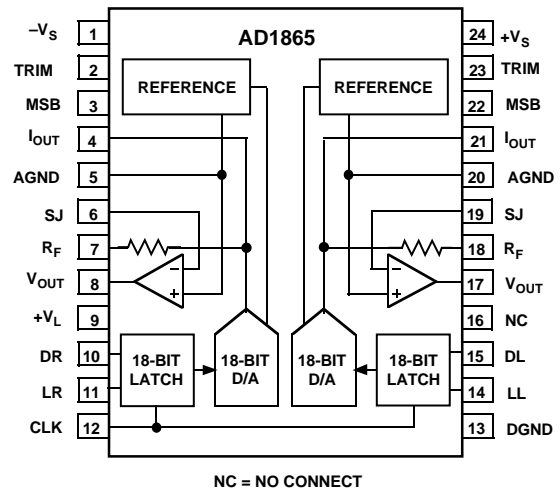 AD1865
–VS 1
TRIM 2
MSB 3
IOUT 4
AGND 5
SJ 6
RF 7
VOUT 8
+VL 9
DR 10
LR 11
CLK 12
24 +VS
23 TRIM
22 MSB
21 IOUT
20 AGND
19 SJ
18 RF
17 VOUT
16 NC
15 DL
14 LL
13 DGND
REFERENCE
REFERENCE
–
+
–
+
18-BIT
LATCH
18-BIT
D/A
18-BIT
D/A
18-BIT
LATCH
NC = NO CONNECT